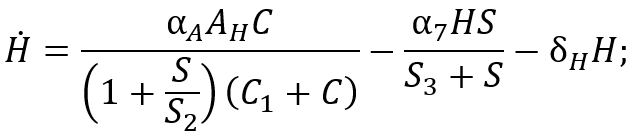 Ḣ = α_A A_H C / ((1 + S/S_2)(C_1 + C)) − α_7 HS / (S_3 + S) − δ_H H;